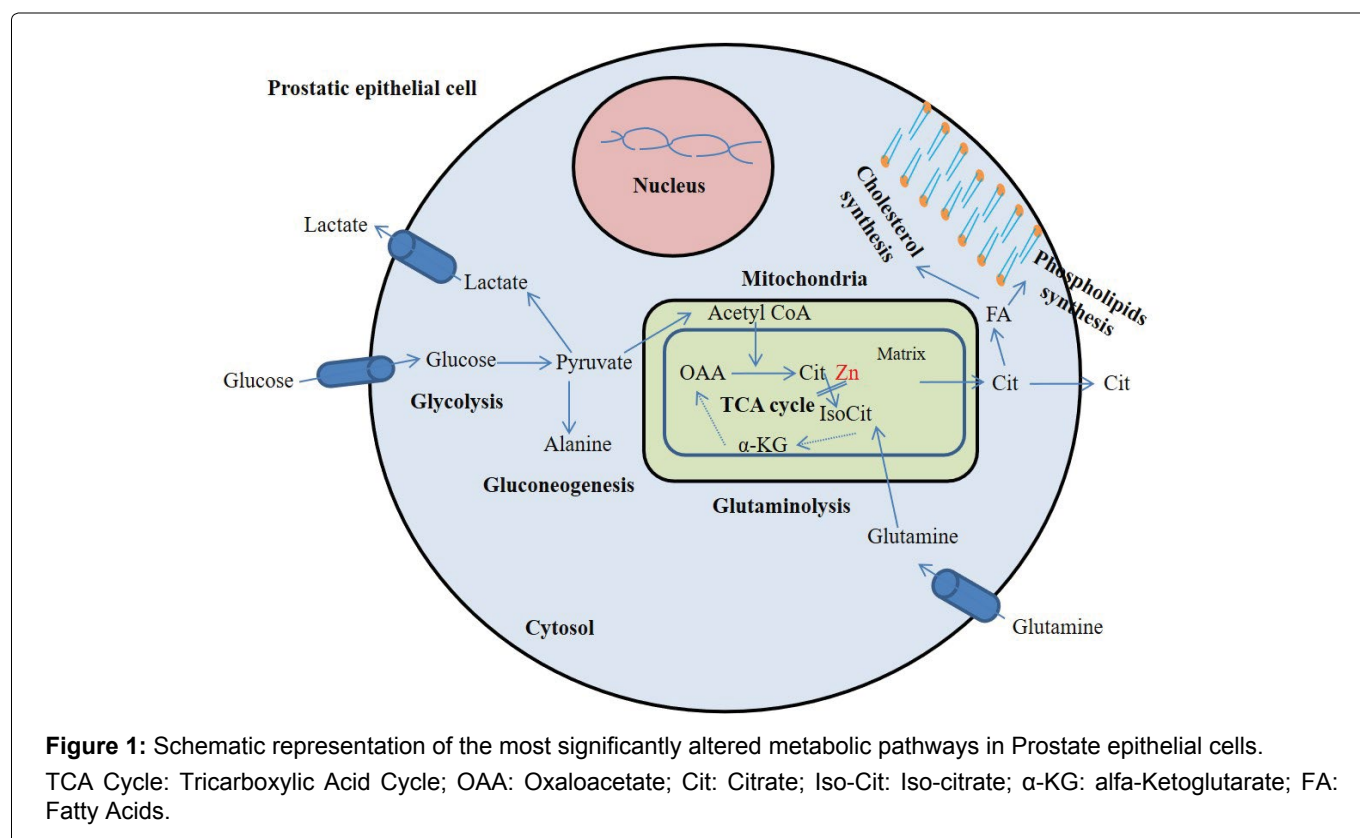 Prostatic epithelial cell
Nucleus
Cholesterol
synthesis
Phospholipids
synthesis
Lactate
Lactate
Mitochondria
Acetyl CoA
FA
Glucose
Glucose
Pyruvate
OAA
Cit
Zn
Matrix
Cit
Cit
Glycolysis
TCA cycle
IsoCit
Alanine
α-KG
Gluconeogenesis
Glutaminolysis
Glutamine
Cytosol
Glutamine
Figure 1: Schematic representation of the most significantly altered metabolic pathways in Prostate epithelial cells.
TCA Cycle: Tricarboxylic Acid Cycle; OAA: Oxaloacetate; Cit: Citrate; Iso-Cit: Iso-citrate; α-KG: alfa-Ketoglutarate; FA:
Fatty Acids.